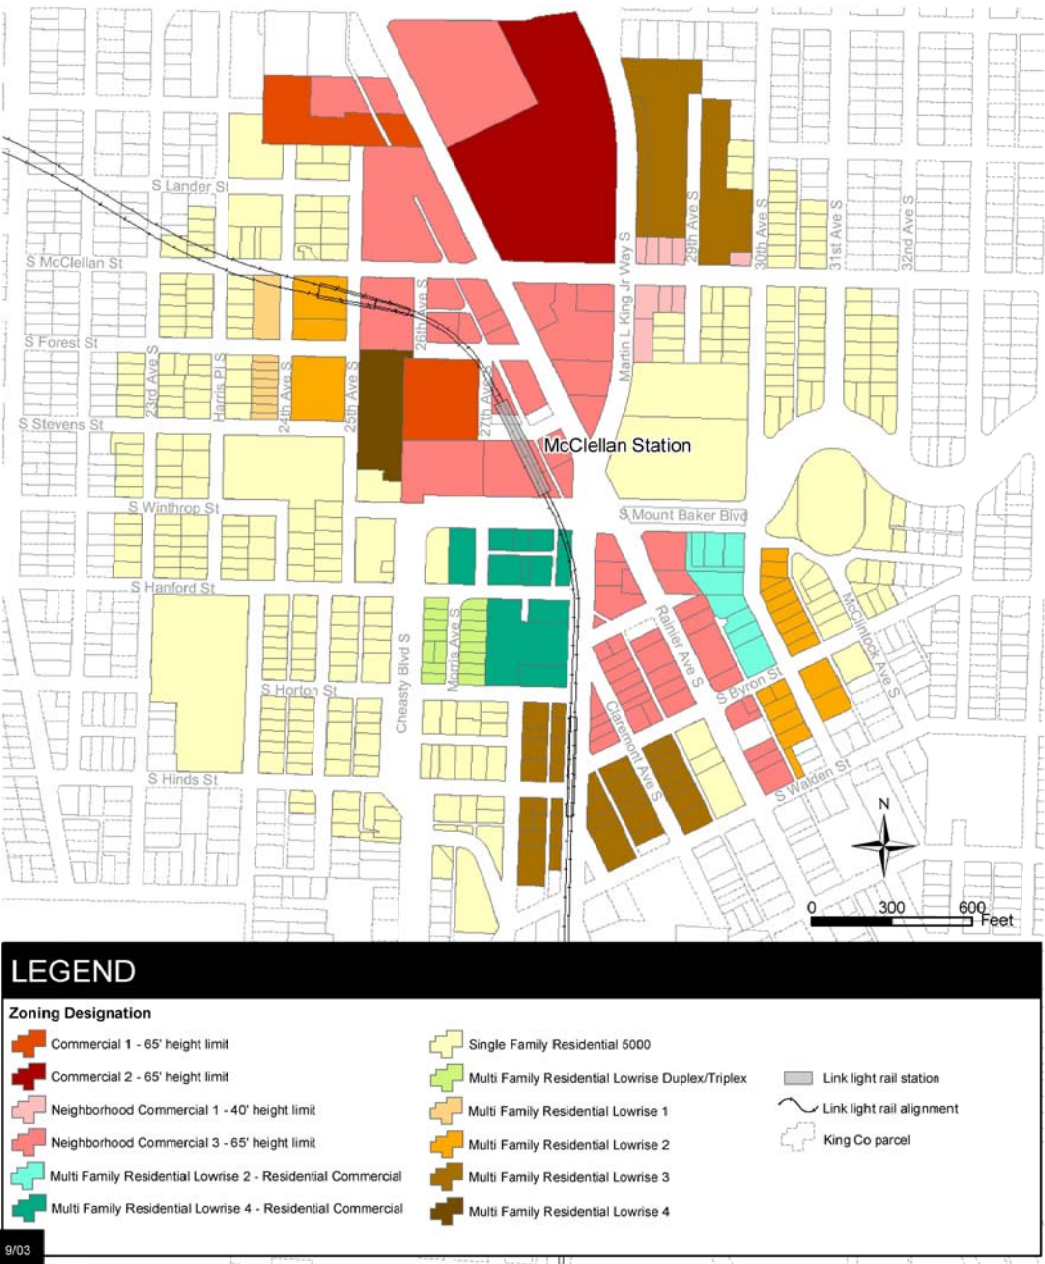 S Lander St
S McClellan St
29th Ave S
30th Ave S
31st Ave S
32nd Ave S
Martin L King Jr Way S
26th Ave S
S Forest St
23rd Ave S
Harris Pl S
24th Ave S
25th Ave S
27th Ave S
S Stevens St
McClellan Station
S Winthrop St
S Mount Baker Blvd
S Hanford St
Cheasty Blvd S
Morris Ave S
Rainier Ave S
McClintock Ave S
S Horton St
S Byron St
Claremont Ave S
S Hinds St
S Walden St
N
0 300 600
Feet
LEGEND
Zoning Designation
Commercial 1 - 65' height limit
Commercial 2 - 65' height limit
Neighborhood Commercial 1 - 40' height limit
Neighborhood Commercial 3 - 65' height limit
Multi Family Residential Lowrise 2 - Residential Commercial
Multi Family Residential Lowrise 4 - Residential Commercial
Single Family Residential 5000
Multi Family Residential Lowrise Duplex/Triplex
Multi Family Residential Lowrise 1
Multi Family Residential Lowrise 2
Multi Family Residential Lowrise 3
Multi Family Residential Lowrise 4
Link light rail station
Link light rail alignment
King Co parcel
9/03